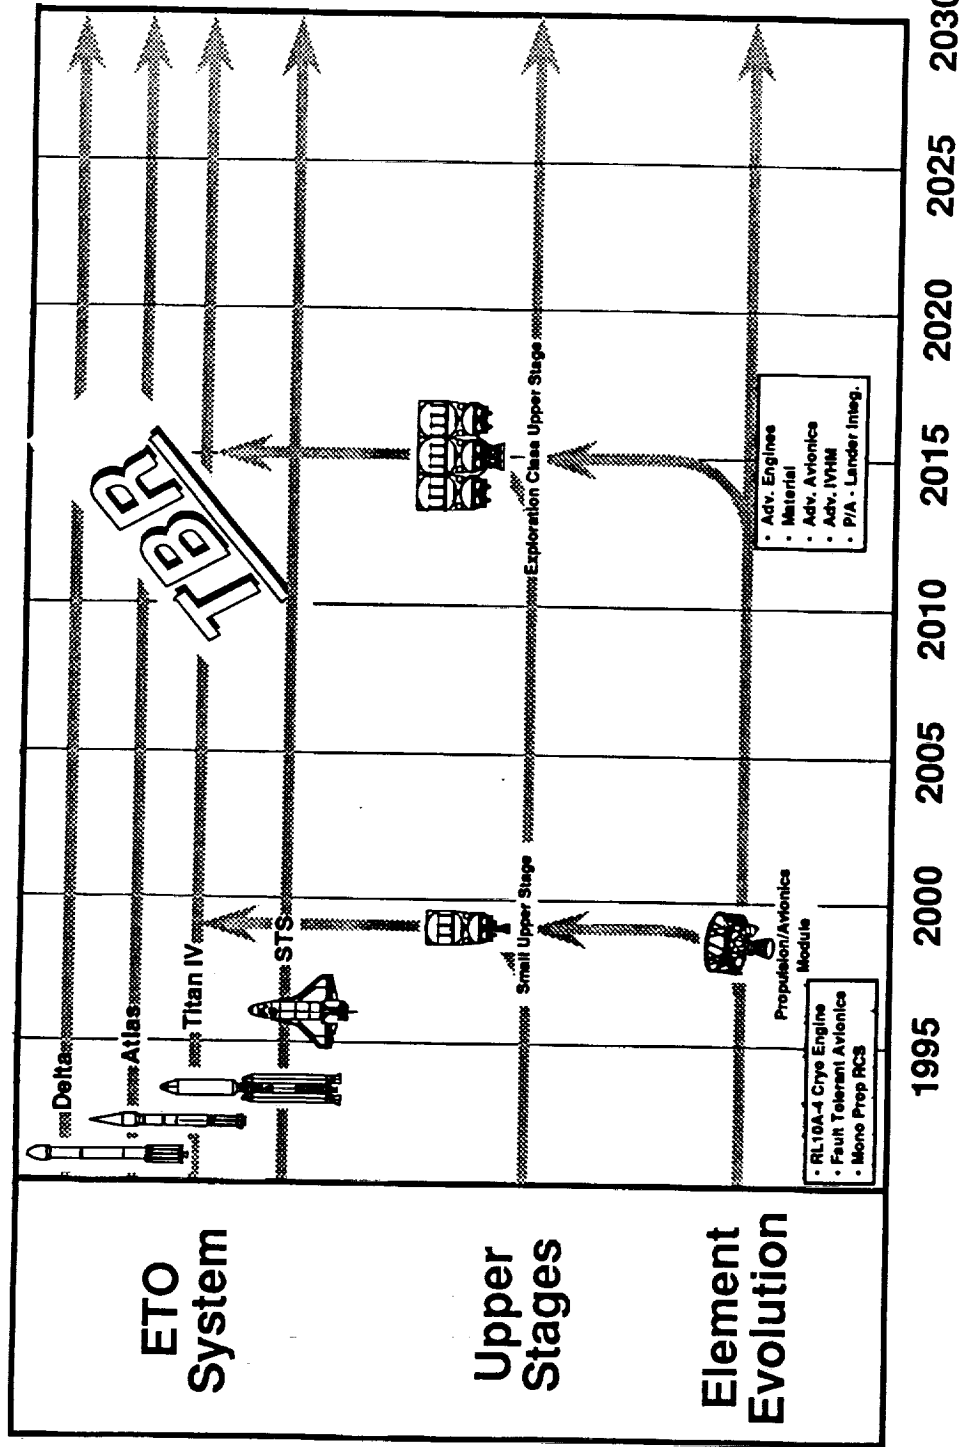 ETO
System
Delta
Atlas
Titan IV
STS
TBR
Upper
Stages
Small Upper Stage
Exploration Class Upper Stage
Element
Evolution
Propulsion/Avionics
Module
• RL10A-4 Cryo Engine
• Fault Tolerant Avionics
• Mono Prop RCS
• Adv. Engines
• Material
• Adv. Avionics
• Adv. IVHM
• P/A - Lander Integ.
1995
2000
2005
2010
2015
2020
2025
2030